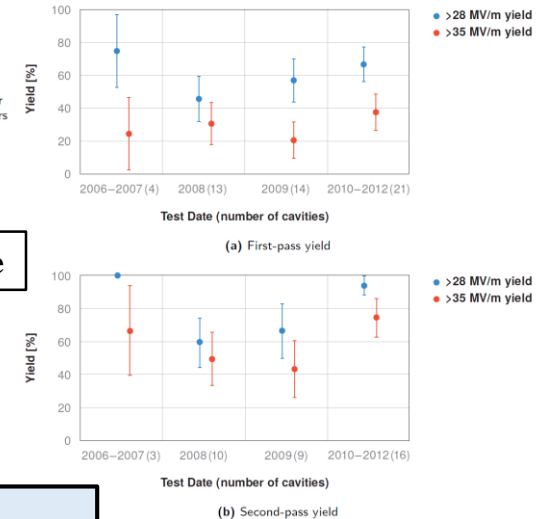 100
80
60
40
20
0
Yield [%]
>28 MV/m yield
>35 MV/m yield
2006–2007(4) 2008(13) 2009(14) 2010–2012(21)
Test Date (number of cavities)
(a) First-pass yield
100
80
60
40
20
0
Yield [%]
>28 MV/m yield
>35 MV/m yield
2006–2007(3) 2008(10) 2009(9) 2010–2012(16)
Test Date (number of cavities)
(b) Second-pass yield